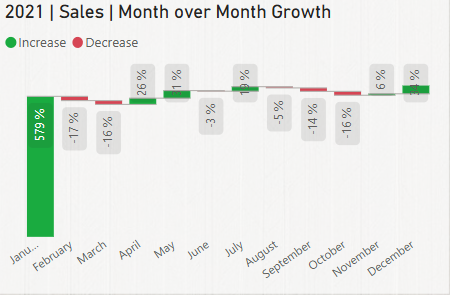 2021 | Sales | Month over Month Growth
Increase Decrease
579 %
-17 %
-16 %
26 %
%
-3 %
%
-5 %
-14 %
-16 %
6 %
%
Janu...
February
March
April
May
June
July
August
September
October
November
December